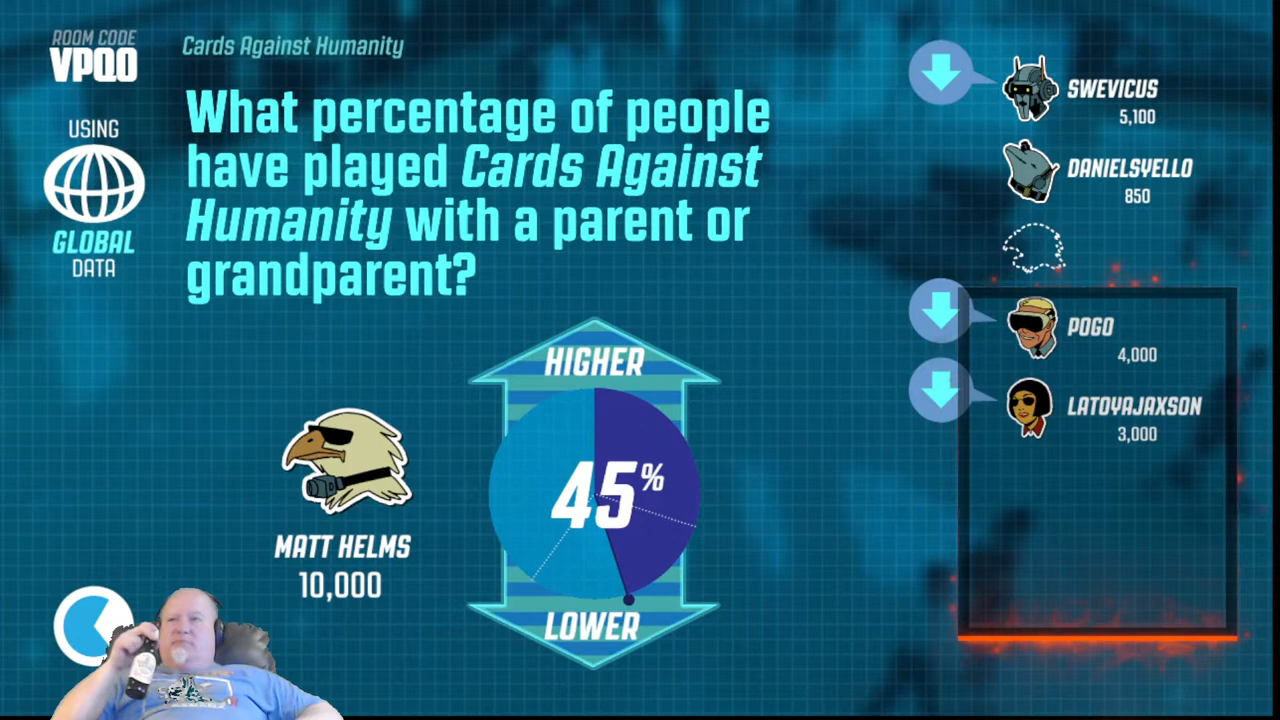 ROOM CODE
VPQO
USING
GLOBAL
DATA
Cards Against Humanity
What percentage of people
have played Cards Against
Humanity with a parent or
grandparent?
HIGHER
45%
LOWER
MATT HELMS
10,000
SWEVICUS
5,100
DANIELSYELLO
850
POGO
4,000
LATOYAJAXSON
3,000